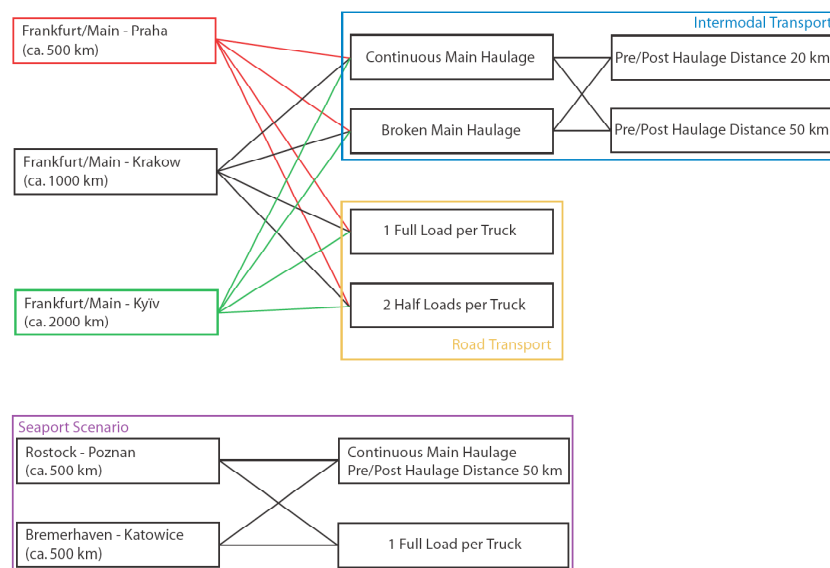 Frankfurt/Main - Praha
(ca. 500 km)
Intermodal Transport
Continuous Main Haulage
Pre/Post Haulage Distance 20 km
Broken Main Haulage
Pre/Post Haulage Distance 50 km
Frankfurt/Main - Krakow
(ca. 1000 km)
1 Full Load per Truck
Frankfurt/Main - Kyïv
(ca. 2000 km)
2 Half Loads per Truck
Road Transport
Seaport Scenario
Rostock - Poznan
(ca. 500 km)
Continuous Main Haulage
Pre/Post Haulage Distance 50 km
Bremerhaven - Katowice
(ca. 500 km)
1 Full Load per Truck